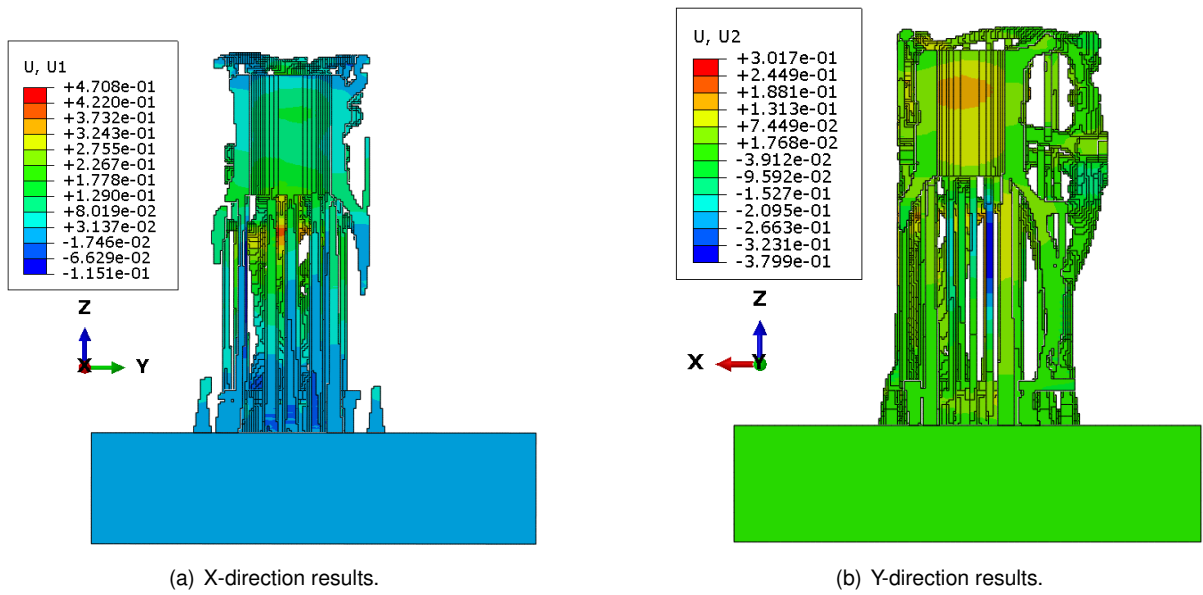 U, U1
+4.708e-01
+4.220e-01
+3.732e-01
+3.243e-01
+2.755e-01
+2.267e-01
+1.778e-01
+1.290e-01
+8.019e-02
+3.137e-02
-1.746e-02
-6.629e-02
-1.151e-01
Z
X
Y
(a) X-direction results.
U, U2
+3.017e-01
+2.449e-01
+1.881e-01
+1.313e-01
+7.449e-02
+1.768e-02
-3.912e-02
-9.592e-02
-1.527e-01
-2.095e-01
-2.663e-01
-3.231e-01
-3.799e-01
Z
X
Y
(b) Y-direction results.